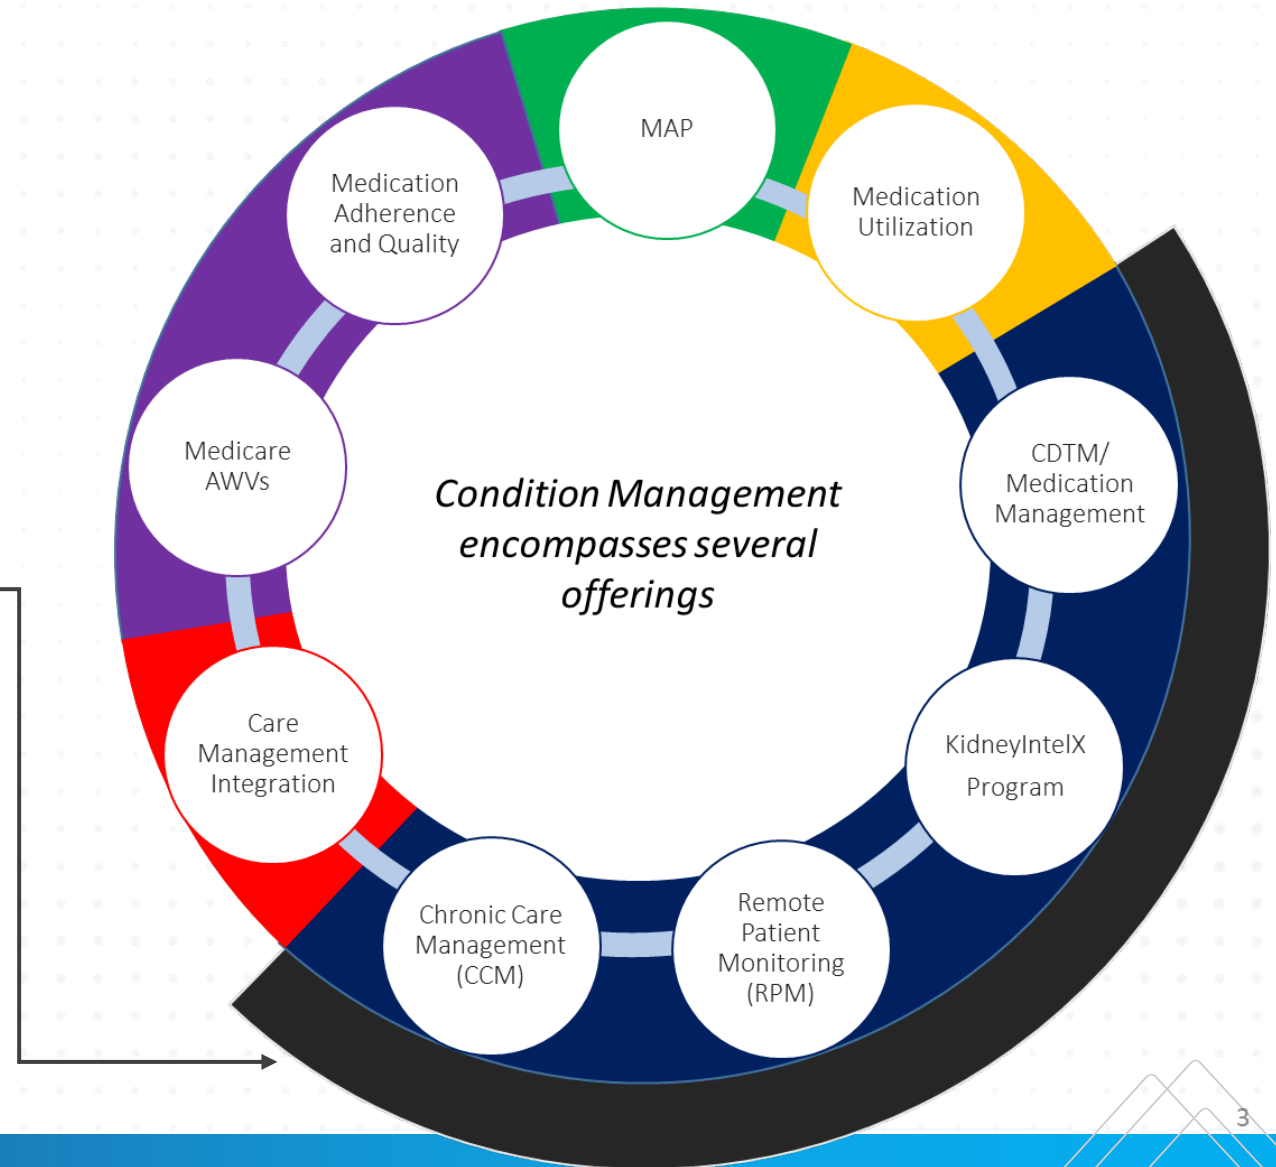 MAP
Medication
Utilization
CDTM/
Medication
Management
KidneyIntelX
Program
Remote
Patient
Monitoring
(RPM)
Chronic Care
Management
(CCM)
Care
Management
Integration
Medicare
AWVs
Medication
Adherence
and Quality
Condition Management
encompasses several
offerings
3